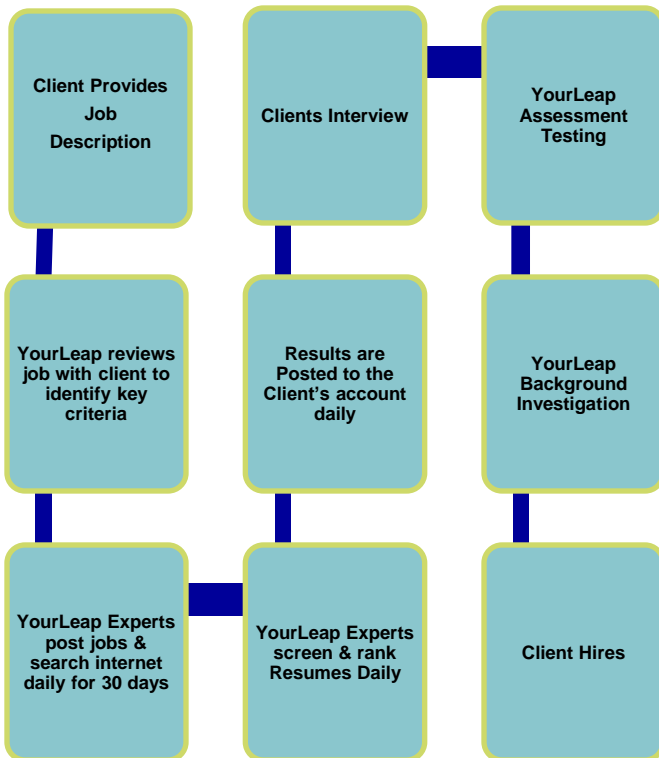 Client Provides
Job
Description
YourLeap reviews
job with client to
identify key
criteria
YourLeap Experts
post jobs &
search internet
daily for 30 days
YourLeap Experts
screen & rank
Resumes Daily
Results are
Posted to the
Client’s account
daily
Clients Interview
YourLeap
Assessment
Testing
YourLeap
Background
Investigation
Client Hires